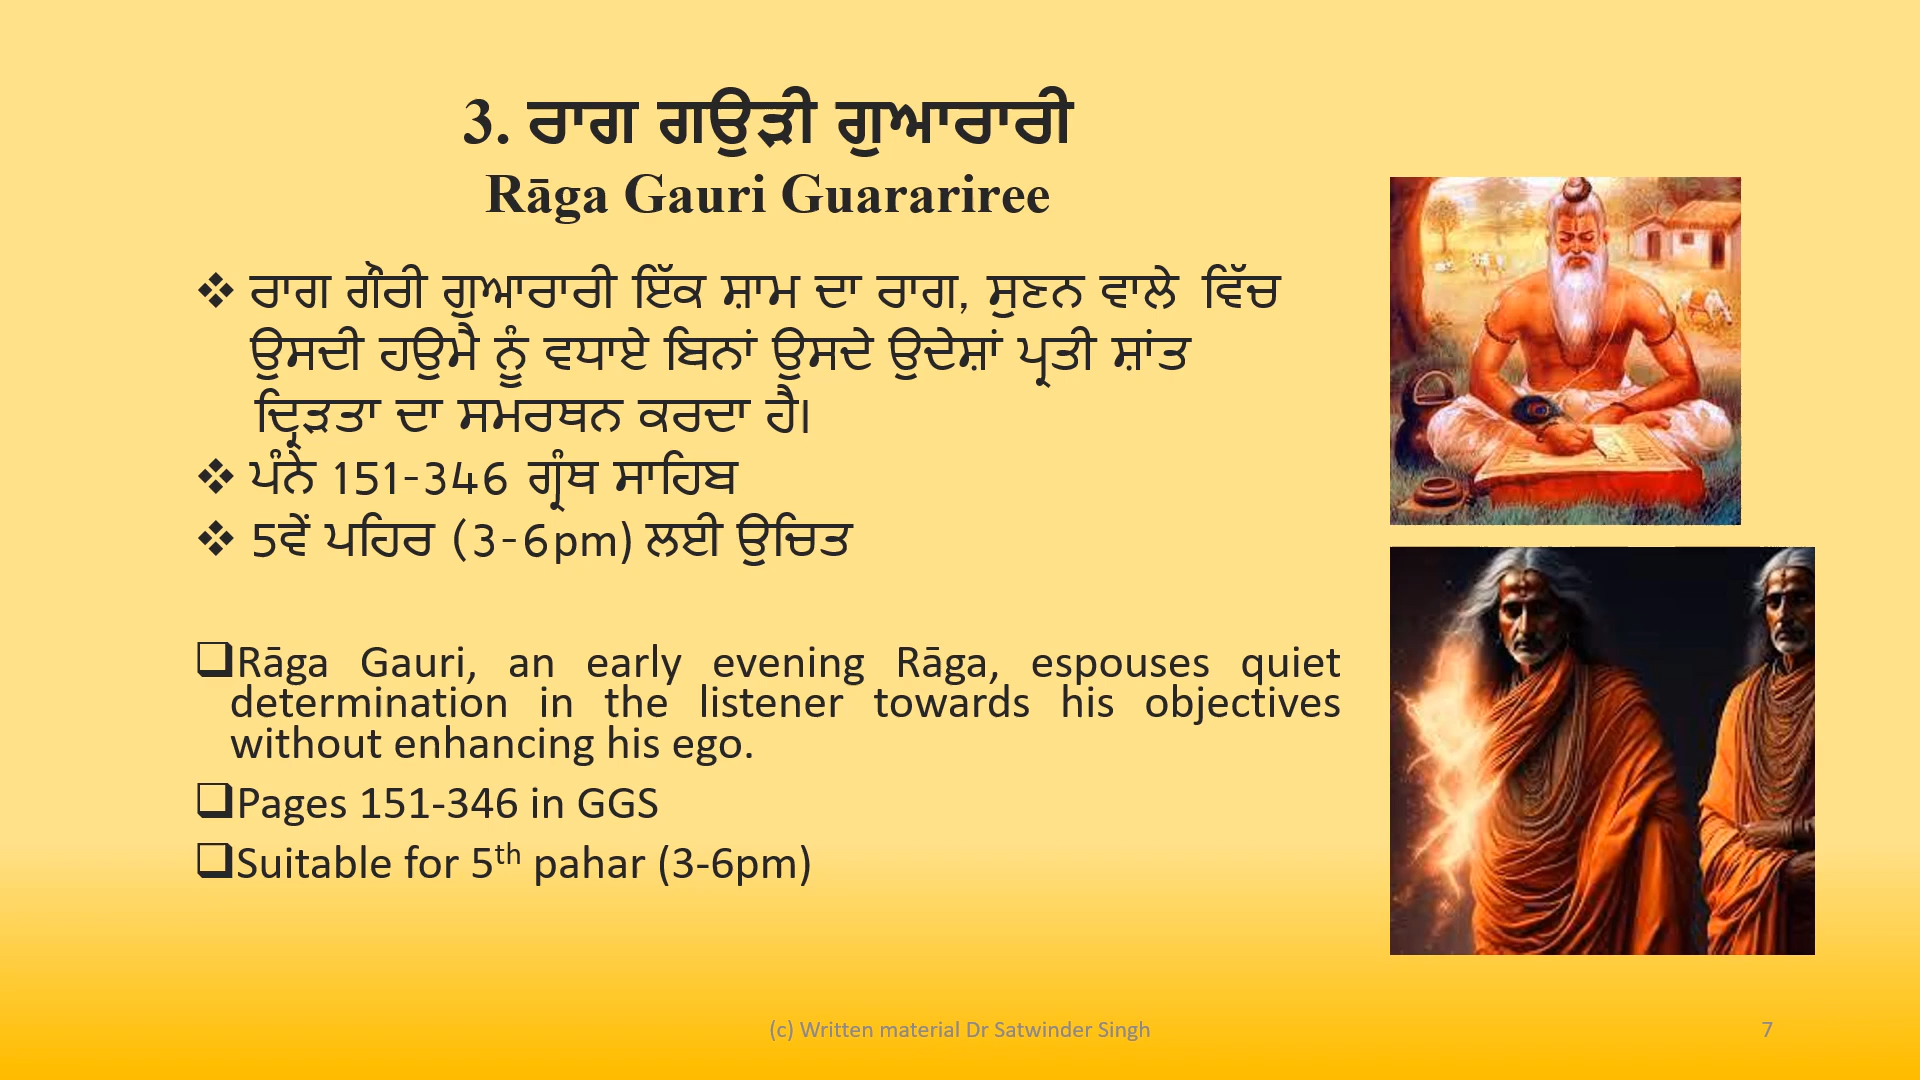 3. ਰਾਗ ਗਉੜੀ ਗੁਆਰਾਰੀ
Rāga Gauri Guarariree
❖ ਰਾਗ ਗੌਰੀ ਗੁਆਰਾਰੀ ਇੱਕ ਸ਼ਾਮ ਦਾ ਰਾਗ, ਸੁਣਨ ਵਾਲੇ ਵਿੱਚ
ਉਸਦੀ ਹਉਮੈ ਨੂੰ ਵਧਾਏ ਬਿਨਾਂ ਉਸਦੇ ਉਦੇਸ਼ਾਂ ਪ੍ਰਤੀ ਸ਼ਾਂਤ
ਦ੍ਰਿੜਤਾ ਦਾ ਸਮਰਥਨ ਕਰਦਾ ਹੈ।
❖ ਪੰਨੇ 151-346 ਗ੍ਰੰਥ ਸਾਹਿਬ
❖ 5ਵੇਂ ਪਹਿਰ (3-6pm) ਲਈ ਉਚਿਤ
❑Rāga Gauri, an early evening Rāga, espouses quiet
determination in the listener towards his objectives
without enhancing his ego.
❑Pages 151-346 in GGS
❑Suitable for 5th pahar (3-6pm)
(c) Written material Dr Satwinder Singh
7